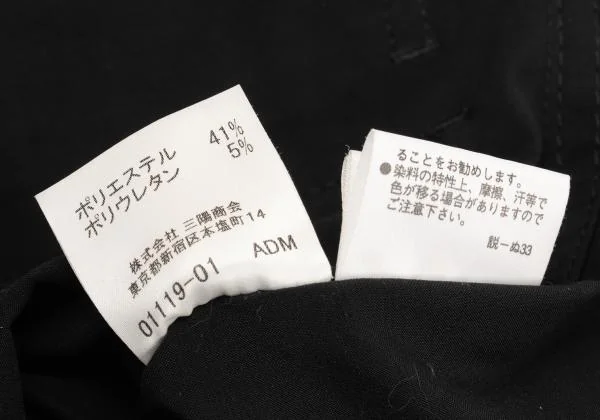 ポリエステル 41%
ポリウレタン 5%
株式会社 三陽商会
東京都新宿区本塩町14
01119-01 ADM
ることをお勧めします。
●染料の特性上、摩擦、汗等で
色が移る場合がありますので
ご注意下さい。
説ーぬ33